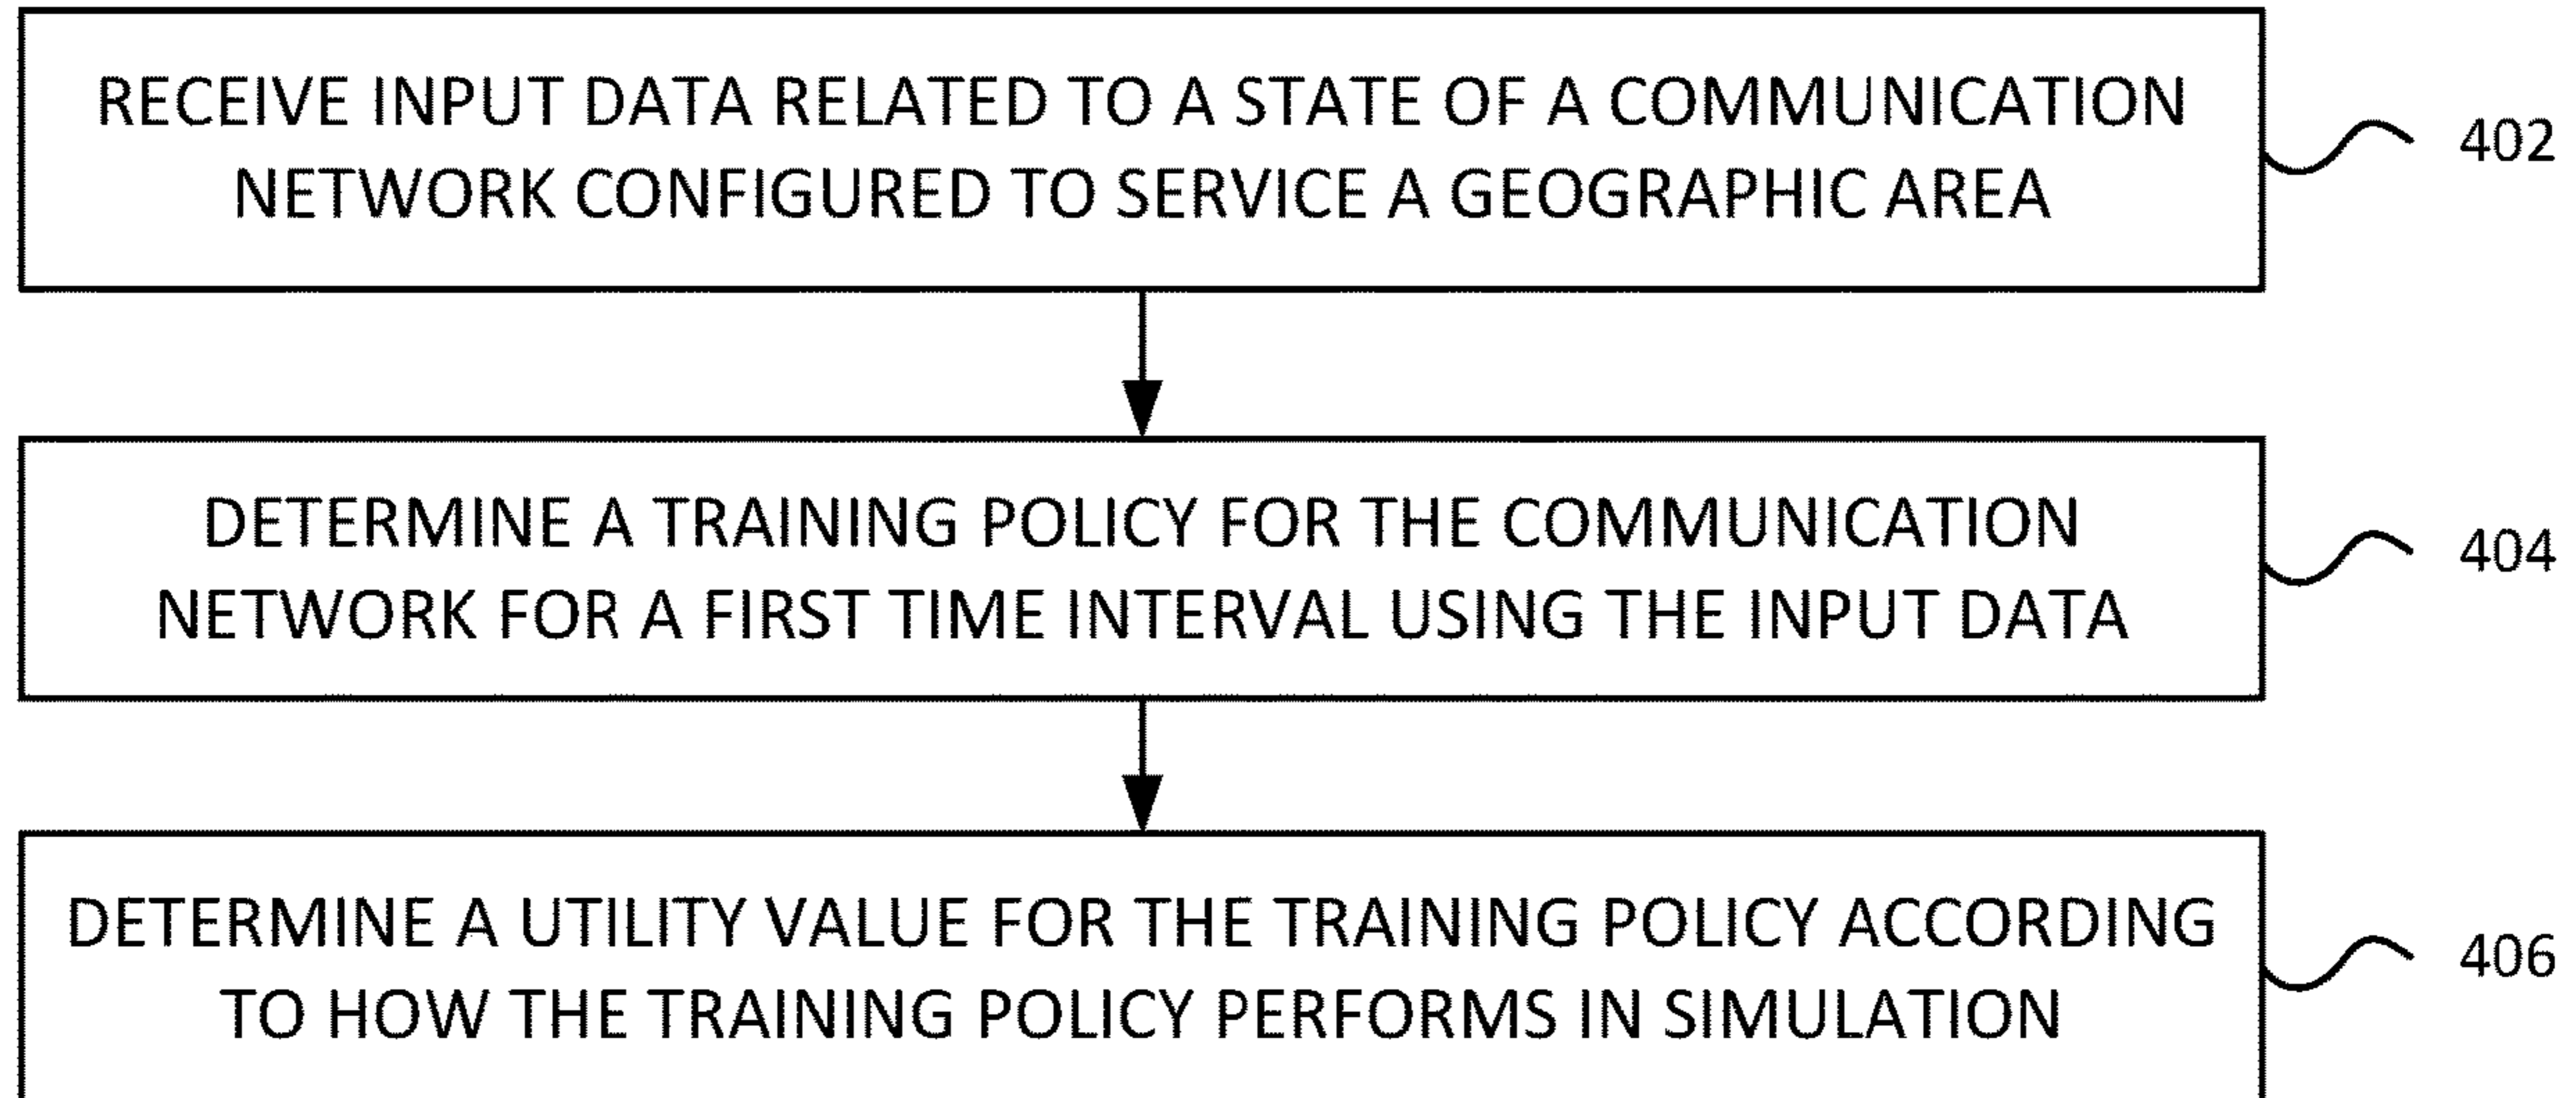 RECEIVE INPUT DATA RELATED TO A STATE OF A COMMUNICATION
NETWORK CONFIGURED TO SERVICE A GEOGRAPHIC AREA
402
DETERMINE A TRAINING POLICY FOR THE COMMUNICATION
NETWORK FOR A FIRST TIME INTERVAL USING THE INPUT DATA
404
DETERMINE A UTILITY VALUE FOR THE TRAINING POLICY ACCORDING
TO HOW THE TRAINING POLICY PERFORMS IN SIMULATION
406